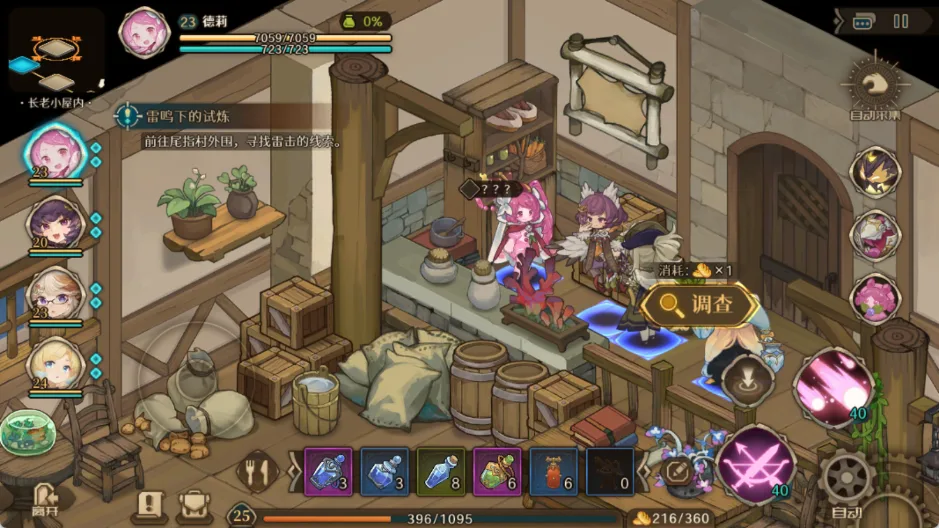 23 德莉
0%
7059/7059
723/723
·长老小屋内·
雷鸣下的试炼
前往尾指村外围，寻找雷击的线索。
自动采集
23
20
23
24
???
消耗: ×1
调查
40
40
3
3
8
6
6
0
离开
25
396/1095
216/360
自动